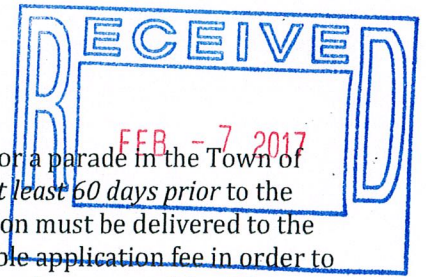 RECEIVED
FEB - 7 2017
or a parade in the Town of
t least 60 days prior to the
on must be delivered to the
ble application fee in order to